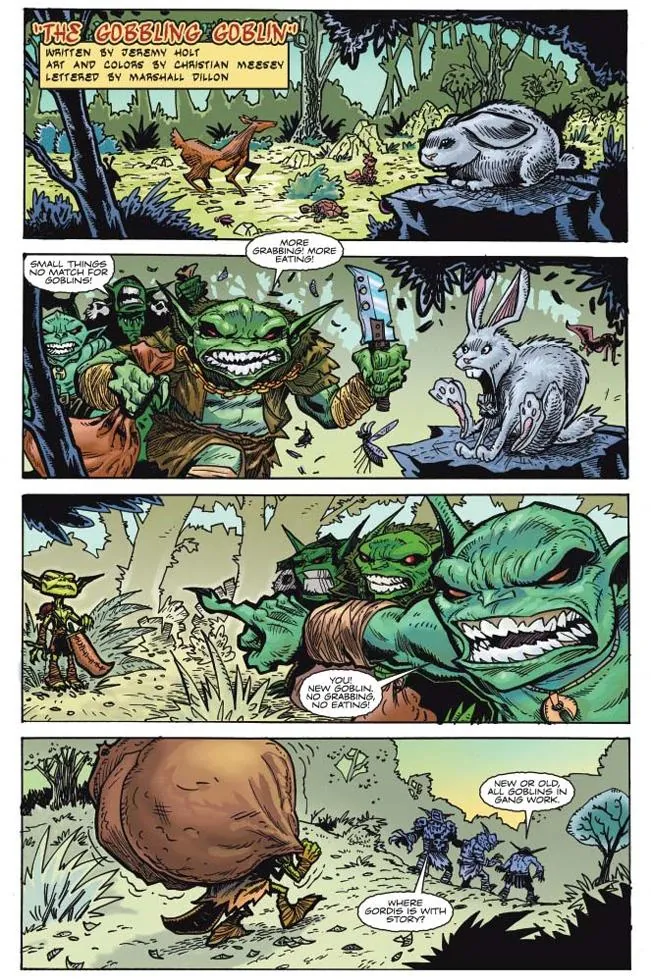 "THE GOBBLING GOBLIN"
WRITTEN BY JEREMY HOLT
ART AND COLORS BY CHRISTIAN MEESEY
LETTERED BY MARSHALL DILLON
SMALL THINGS
NO MATCH FOR
GOBLINS!
MORE
GRABBING! MORE
EATING!
YOU!
NEW GOBLIN.
NO GRABBING,
NO EATING!
NEW OR OLD,
ALL GOBLINS IN
GANG WORK.
WHERE
GORDIS IS WITH
STORY?